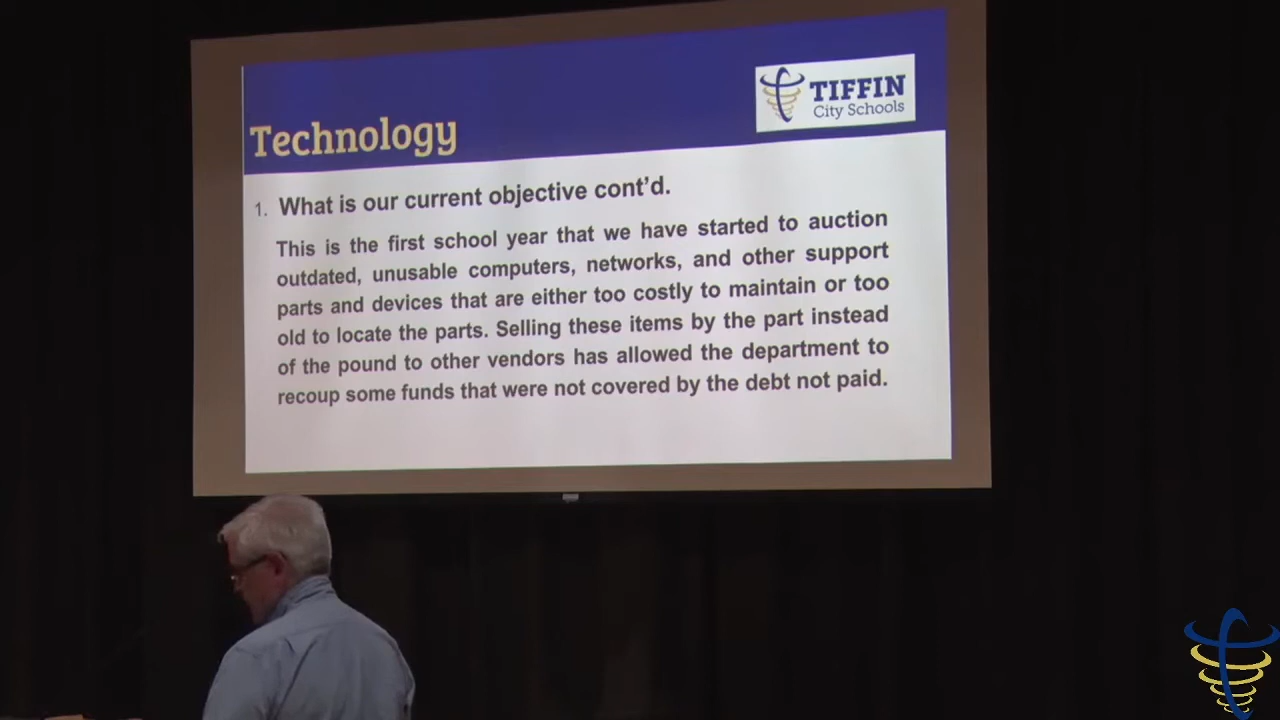 TIFFIN
City Schools
Technology
1. What is our current objective cont'd.
This is the first school year that we have started to auction
outdated, unusable computers, networks, and other support
parts and devices that are either too costly to maintain or too
old to locate the parts. Selling these items by the part instead
of the pound to other vendors has allowed the department to
recoup some funds that were not covered by the debt not paid.